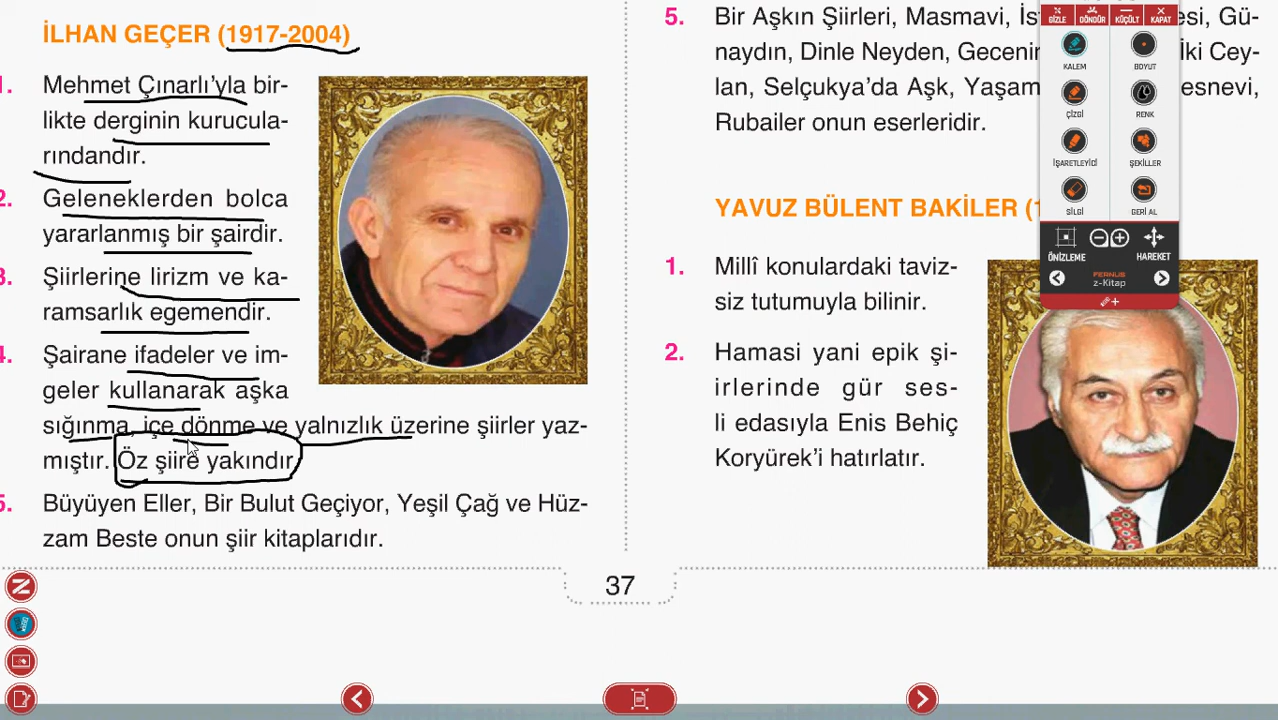 İLHAN GEÇER (1917-2004)
1. Mehmet Çınarlı’yla bir-
likte derginin kurucula-
rındandır.
2. Geleneklerden bolca
yararlanmış bir şairdir.
3. Şiirlerine lirizm ve ka-
ramsarlık egemendir.
4. Şairane ifadeler ve im-
geler kullanarak aşka
sığınma, içe dönme ve yalnızlık üzerine şiirler yaz-
mıştır. Öz şiire yakındır.
5. Büyüyen Eller, Bir Bulut Geçiyor, Yeşil Çağ ve Hüz-
zam Beste onun şiir kitaplarıdır.
5. Bir Aşkın Şiirleri, Masmavi, Gü-
naydın, Dinle Neyden, İki Cey-
lan, Selçukya’da Aşk,
Rubailer onun eserleridir.
YAVUZ BÜLENT BAKİLER
1. Millî konulardaki taviz-
siz tutumuyla bilinir.
2. Hamasi yani epik şi-
irlerinde gür ses-
li edasıyla Enis Behiç
Koryürek’i hatırlatır.
37
GİZLE DÖNDÜR KÜÇÜLT KAPAT
KALEM BOYUT
ÇİZGİ RENK
İŞARETLEYİCİ ŞEKİLLER
SİLGİ GERİ AL
ÖNİZLEME HAREKET
FERNUS
z-Kitap